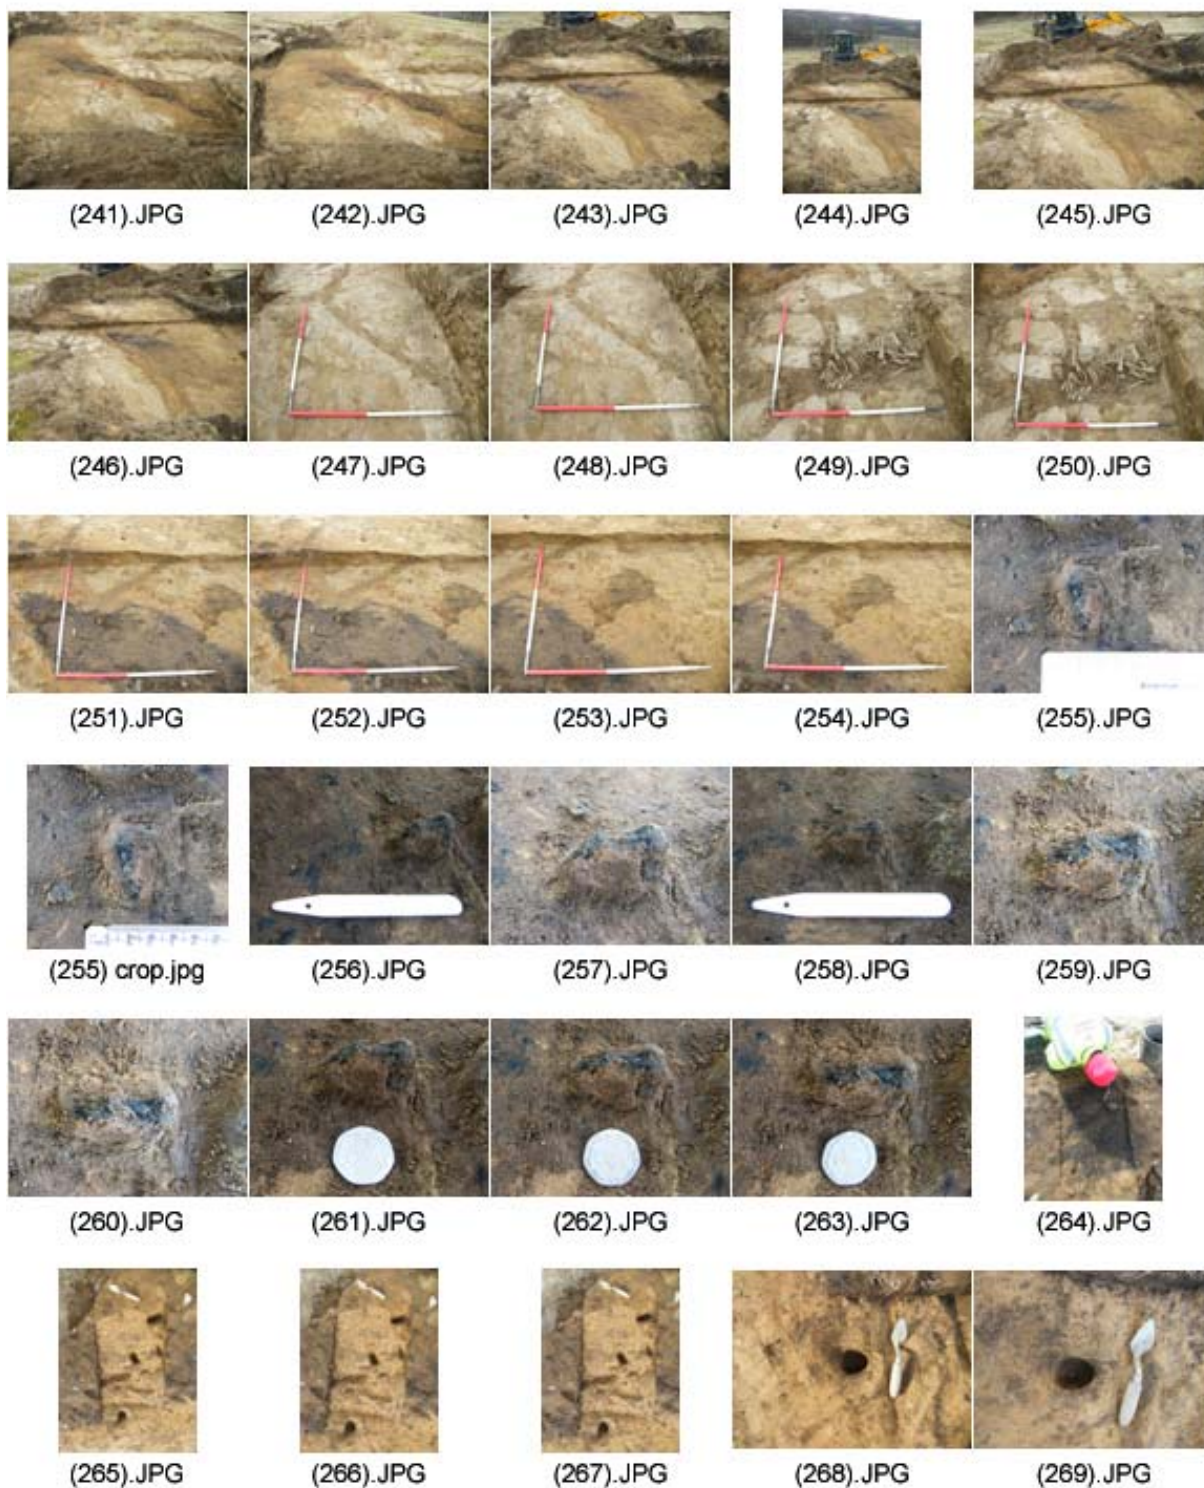 (241).JPG (242).JPG (243).JPG (244).JPG (245).JPG
(246).JPG (247).JPG (248).JPG (249).JPG (250).JPG
(251).JPG (252).JPG (253).JPG (254).JPG (255).JPG
(255) crop.jpg (256).JPG (257).JPG (258).JPG (259).JPG
(260).JPG (261).JPG (262).JPG (263).JPG (264).JPG
(265).JPG (266).JPG (267).JPG (268).JPG (269).JPG